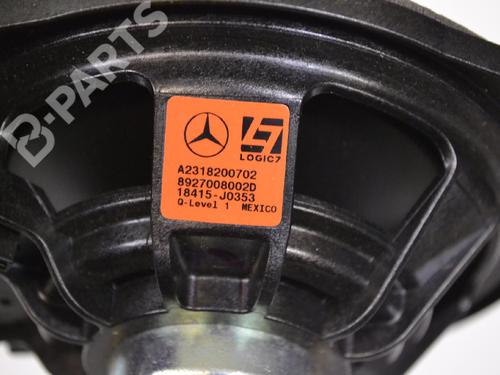 B-PARTS
LOGIC7
A2318200702
8927008002D
18415-J0353
Q-Level 1 MEXICO